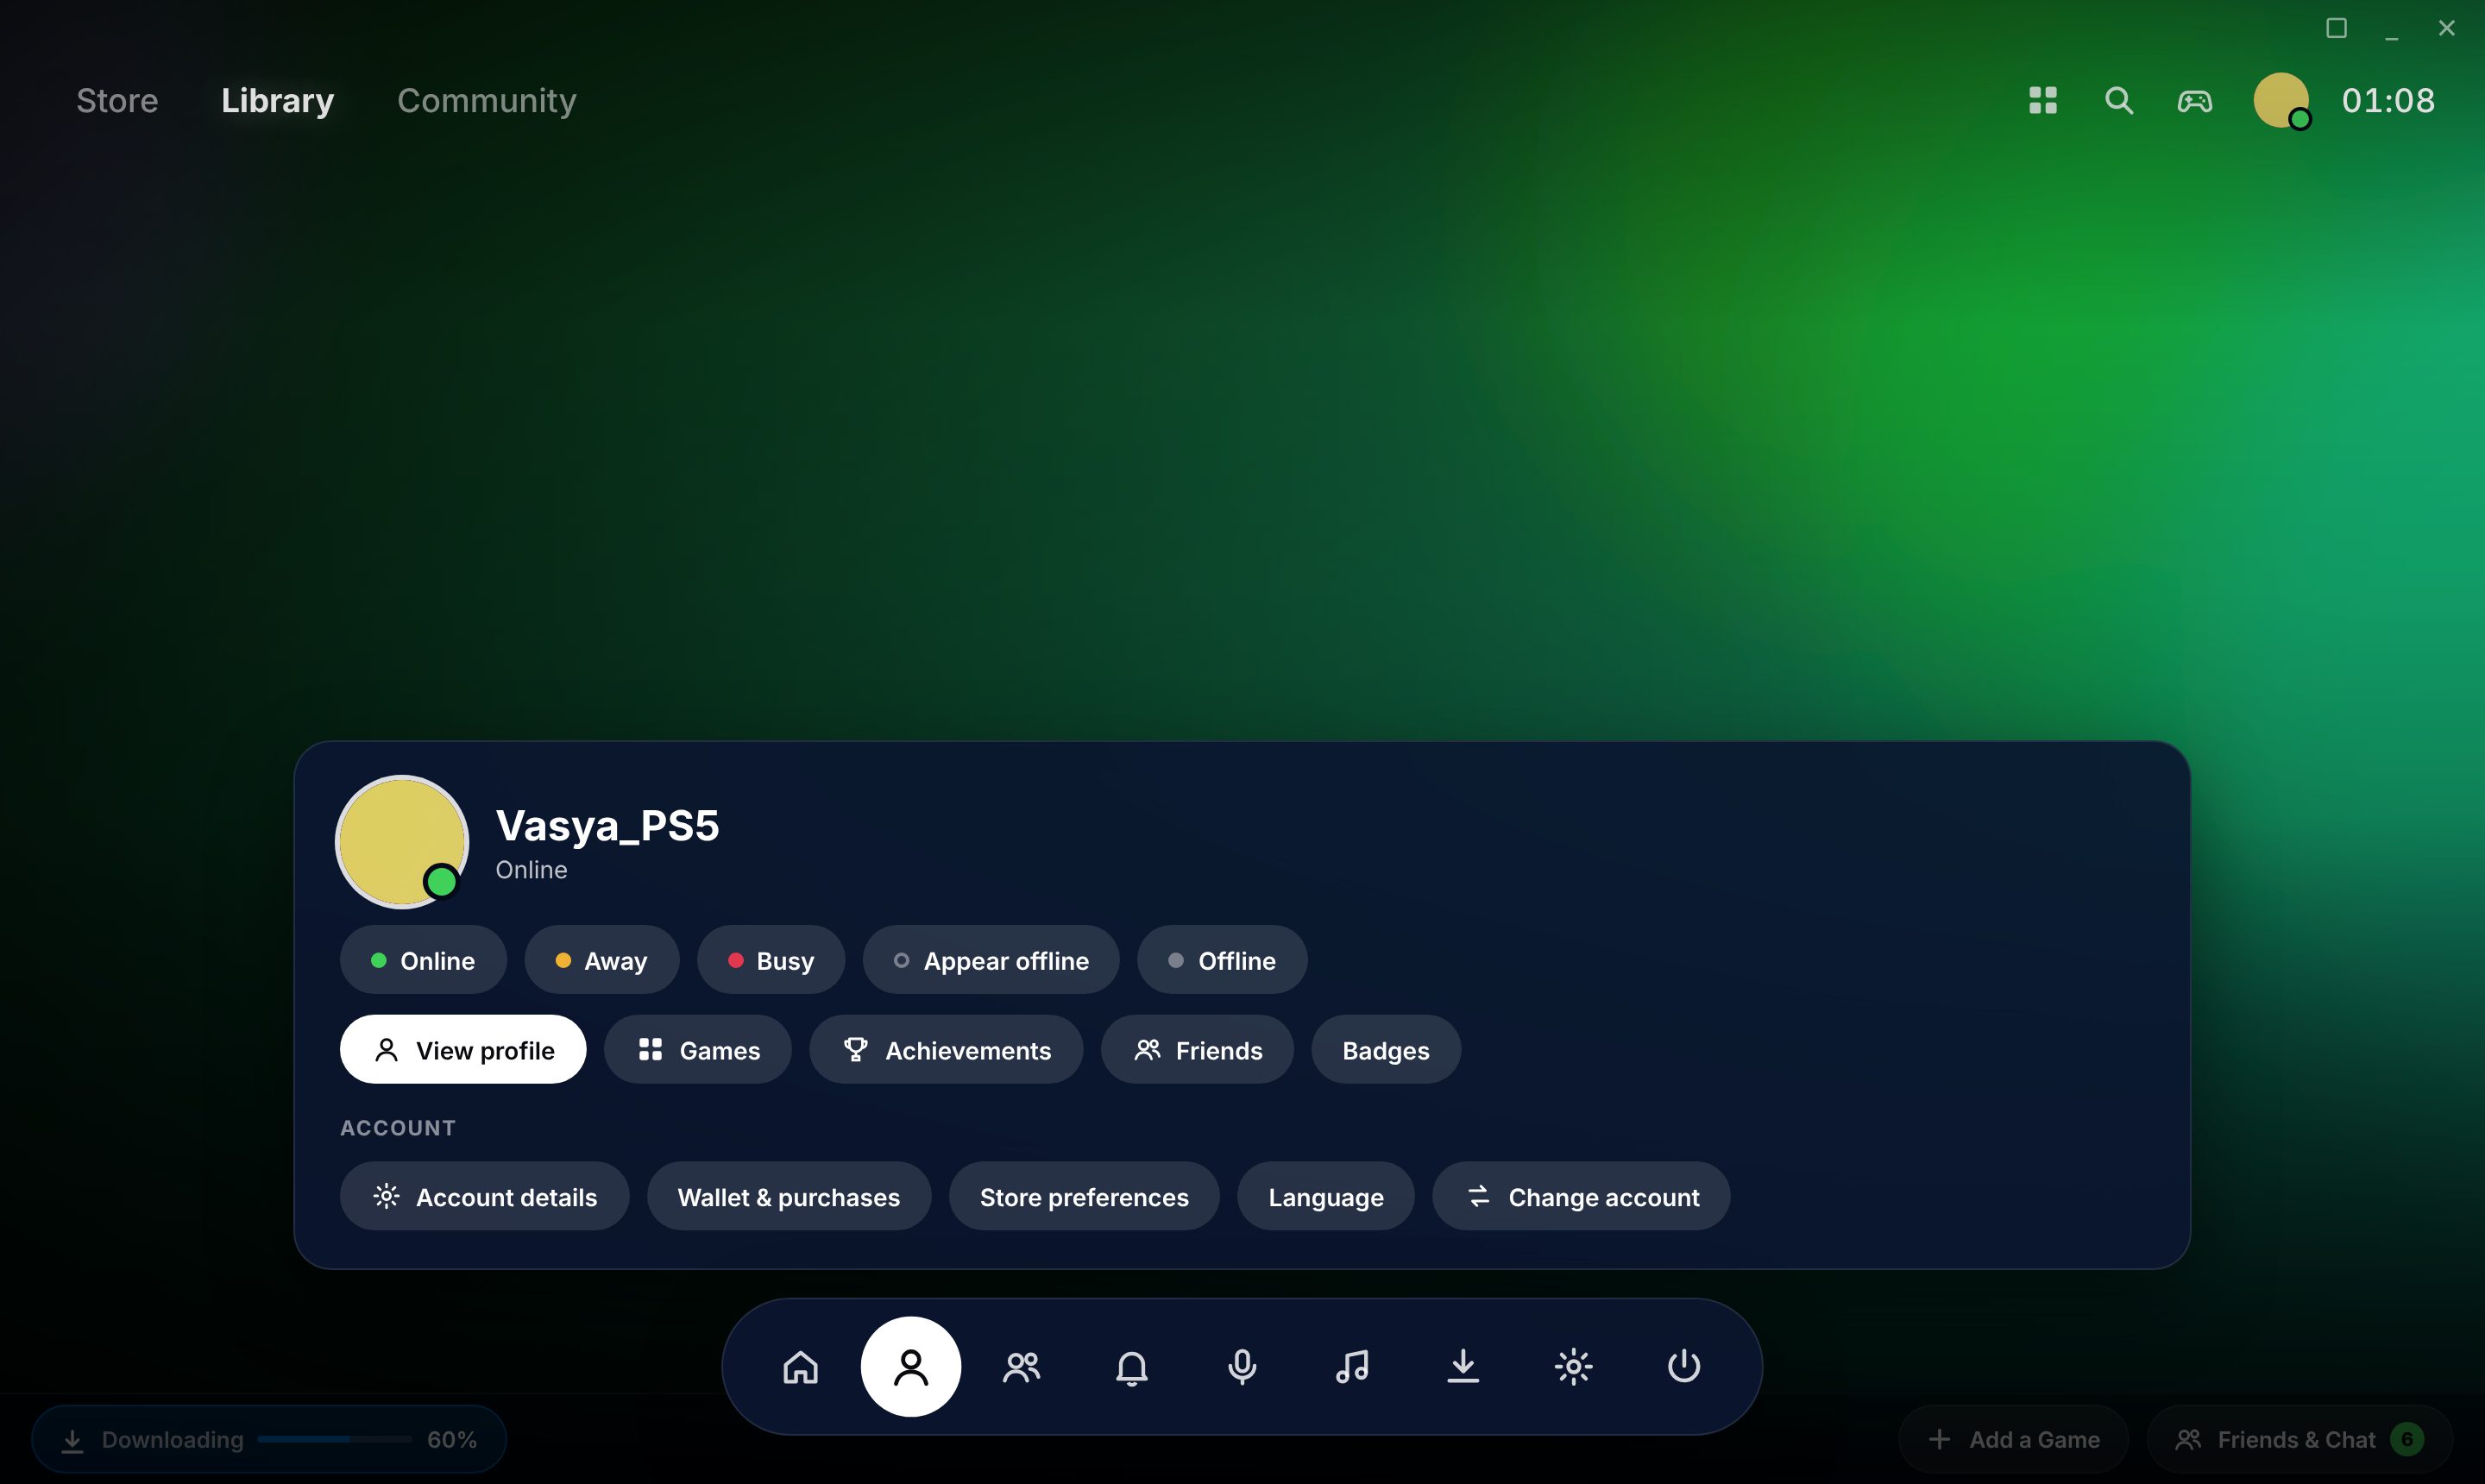 Store Library Community 01:08
Vasya_PS5
Online
Online Away Busy Appear offline Offline
View profile Games Achievements Friends Badges
ACCOUNT
Account details Wallet & purchases Store preferences Language Change account
Downloading 60% Add a Game Friends & Chat 6